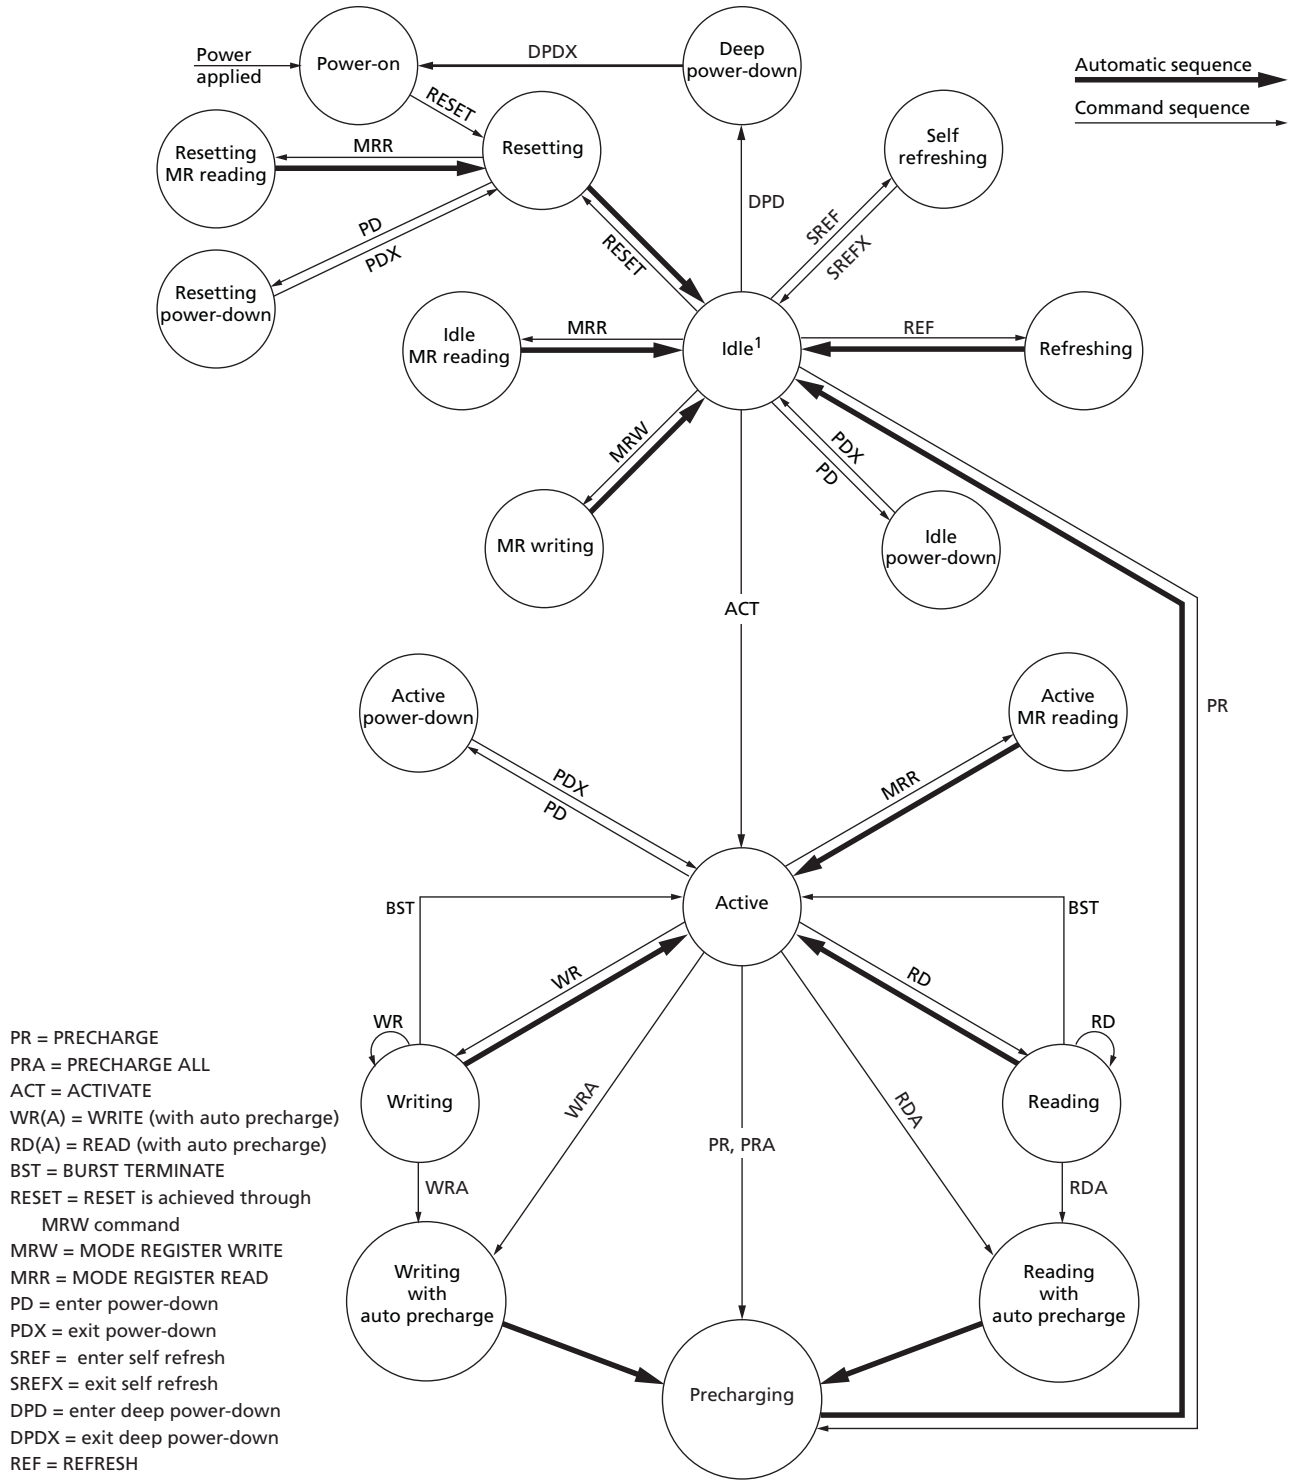 Power
applied
Power-on
DPDX
Deep
power-down
Automatic sequence
Command sequence
RESET
Resetting
MR reading
MRR
Resetting
Self
refreshing
DPD
SREF
SREFX
PD
PDX
RESET
Resetting
power-down
Idle
MR reading
MRR
Idle1
REF
Refreshing
MRW
PDX
PD
MR writing
Idle
power-down
ACT
Active
power-down
Active
MR reading
PR
PDX
PD
MRR
BST
Active
BST
WR
RD
WR
RD
Writing
Reading
WRA
RDA
PR, PRA
WRA
RDA
Writing
with
auto precharge
Reading
with
auto precharge
Precharging
PR = PRECHARGE
PRA = PRECHARGE ALL
ACT = ACTIVATE
WR(A) = WRITE (with auto precharge)
RD(A) = READ (with auto precharge)
BST = BURST TERMINATE
RESET = RESET is achieved through
MRW command
MRW = MODE REGISTER WRITE
MRR = MODE REGISTER READ
PD = enter power-down
PDX = exit power-down
SREF = enter self refresh
SREFX = exit self refresh
DPD = enter deep power-down
DPDX = exit deep power-down
REF = REFRESH